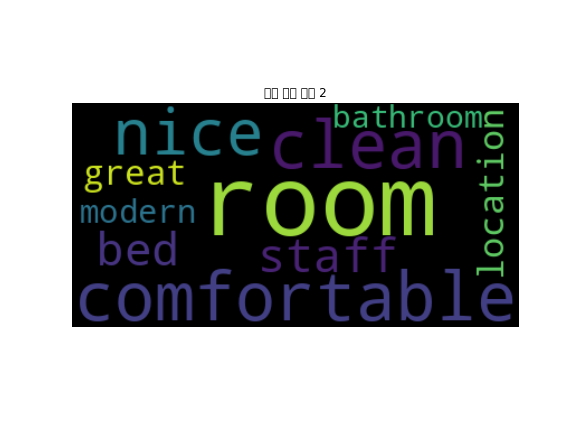 2
bathroom
nice
clean
location
great
room
modern
bed
staff
comfortable